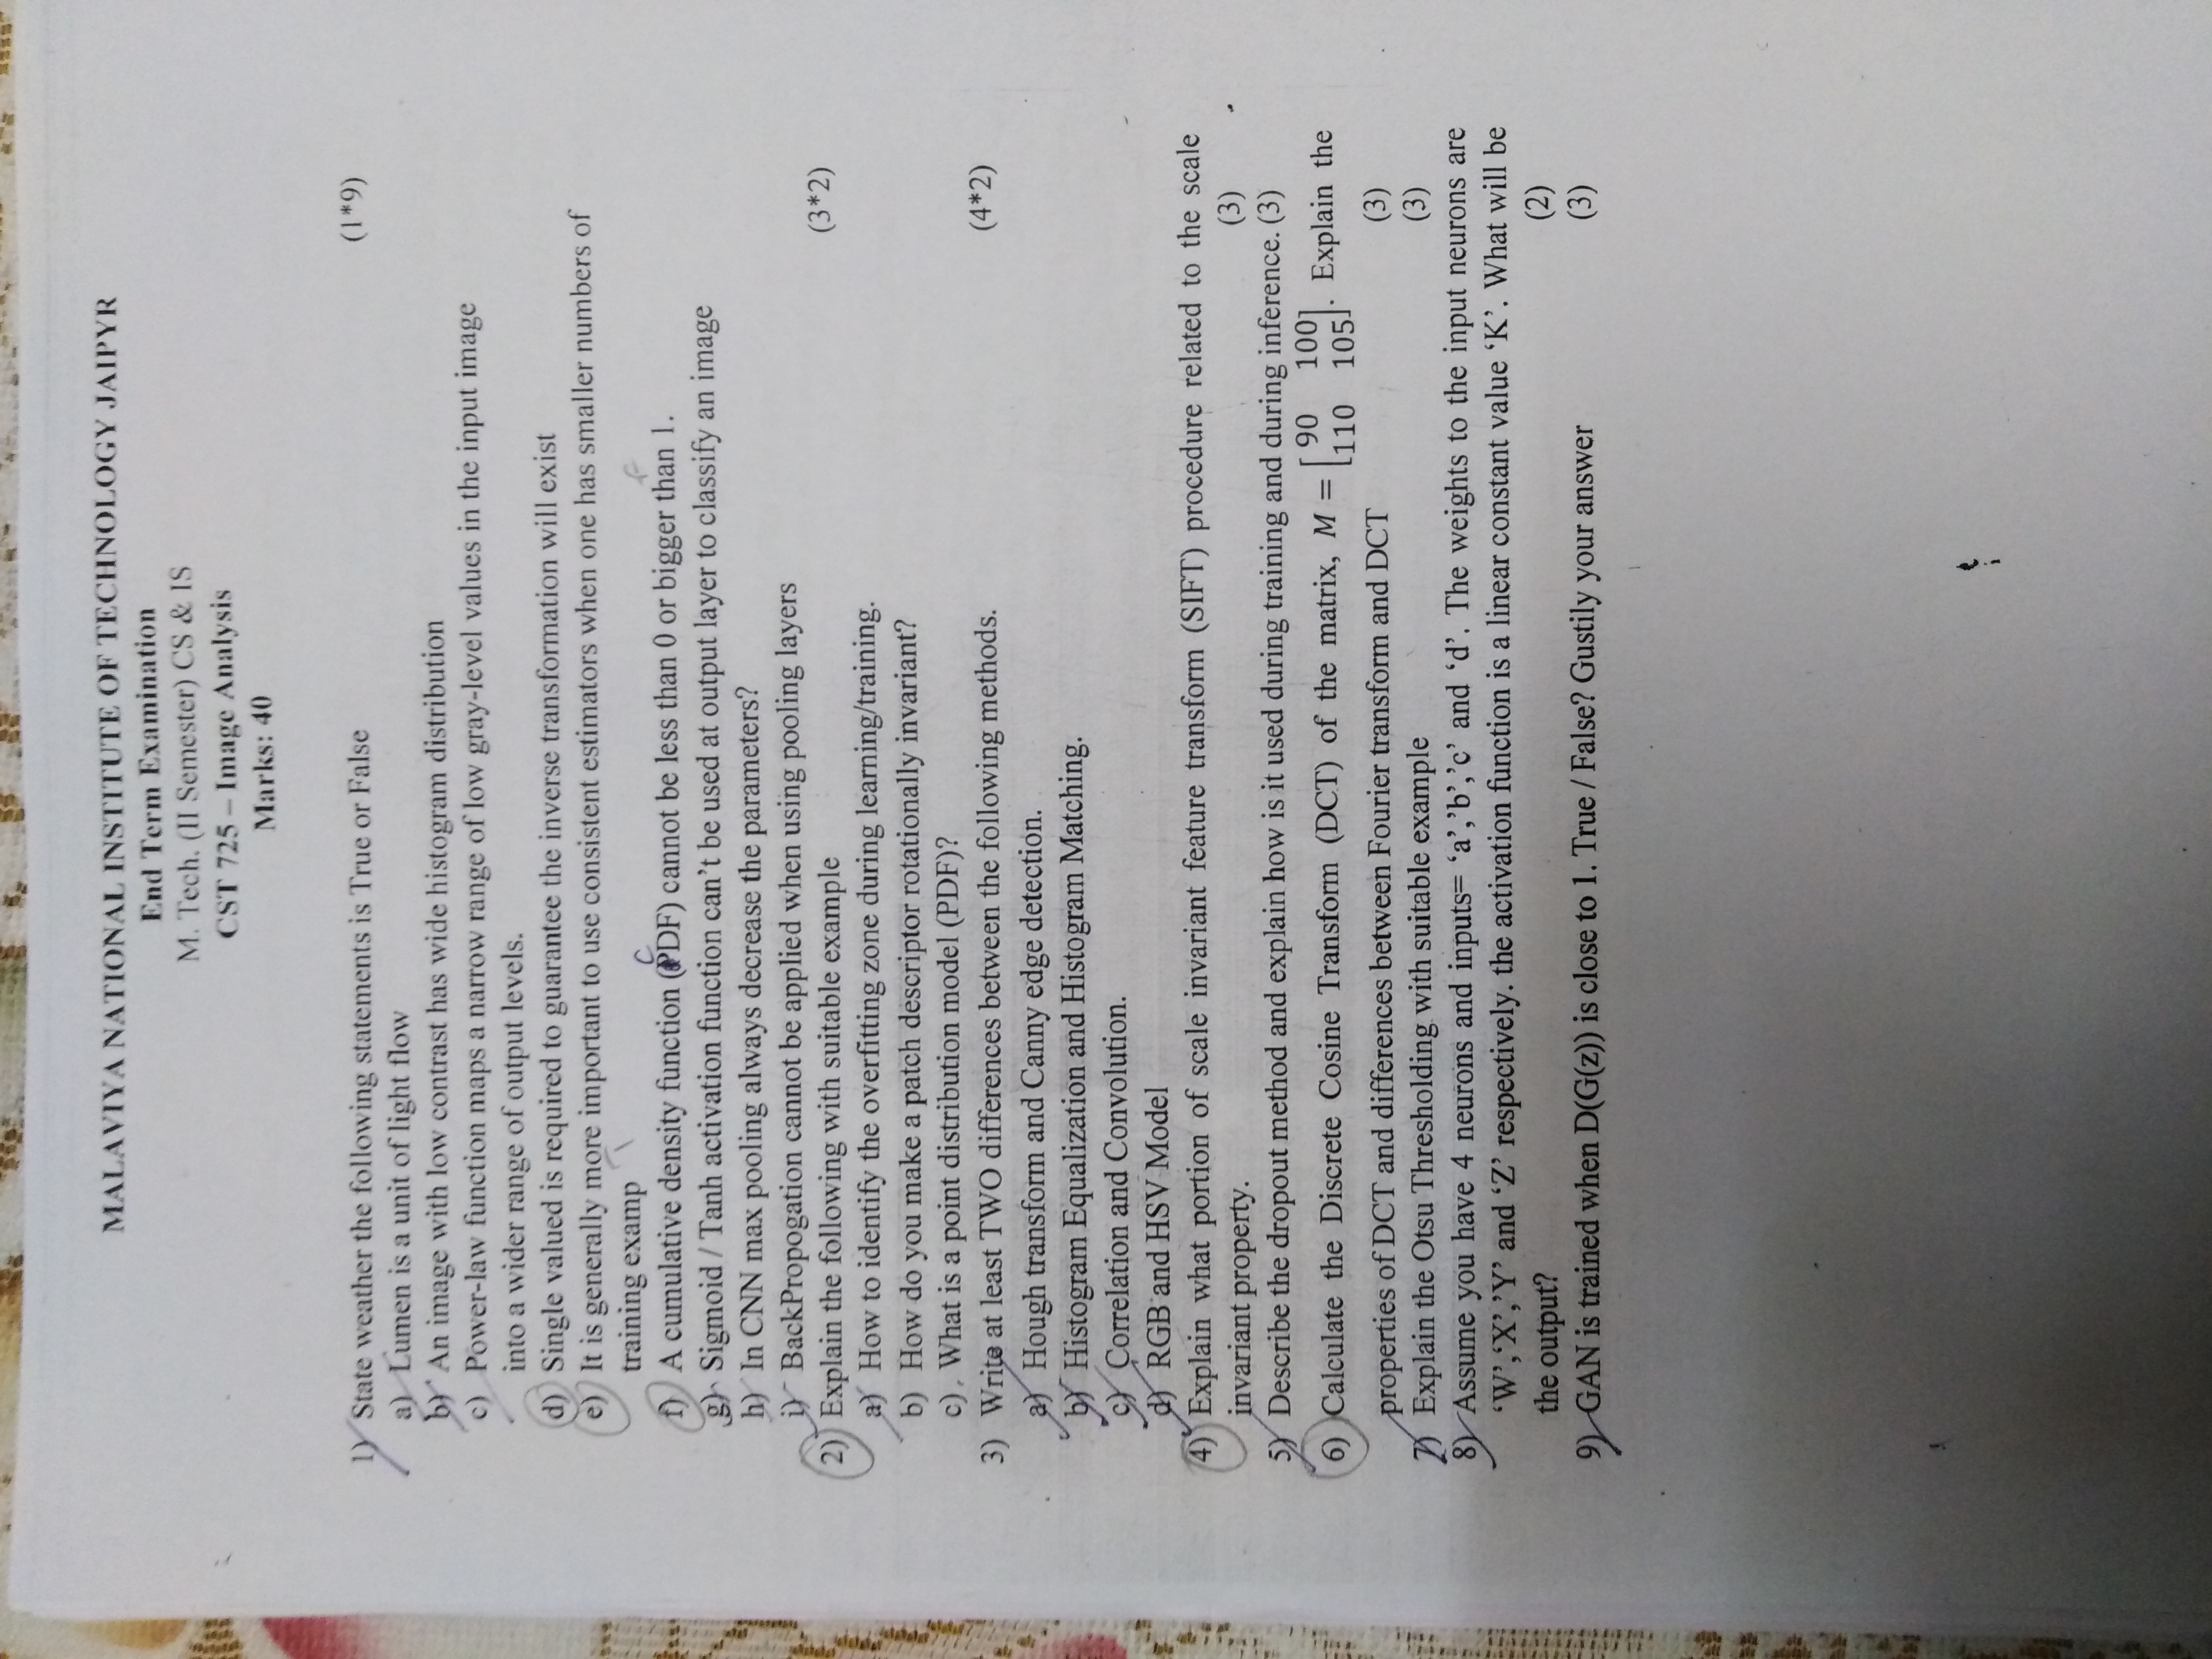 MALAVIYA NATIONAL INSTITUTE OF TECHNOLOGY JAIPYR
End Term Examination
M. Tech. (II Semester) CS & IS
CST 725 – Image Analysis
Marks: 40
1) State weather the following statements is True or False (1*9)
a) Lumen is a unit of light flow
b) An image with low contrast has wide histogram distribution
c) Power-law function maps a narrow range of low gray-level values in the input image
into a wider range of output levels.
d) Single valued is required to guarantee the inverse transformation will exist
e) It is generally more important to use consistent estimators when one has smaller numbers of
training examp
f) A cumulative density function (PDF) cannot be less than 0 or bigger than 1.
C
g) Sigmoid / Tanh activation function can't be used at output layer to classify an image
h) In CNN max pooling always decrease the parameters?
i) BackPropogation cannot be applied when using pooling layers
2) Explain the following with suitable example (3*2)
a) How to identify the overfitting zone during learning/training.
b) How do you make a patch descriptor rotationally invariant?
c). What is a point distribution model (PDF)?
3) Write at least TWO differences between the following methods. (4*2)
a) Hough transform and Canny edge detection.
b) Histogram Equalization and Histogram Matching.
c) Correlation and Convolution.
d) RGB and HSV Model
4) Explain what portion of scale invariant feature transform (SIFT) procedure related to the scale
invariant property. (3)
5) Describe the dropout method and explain how is it used during training and during inference. (3)
6) Calculate the Discrete Cosine Transform (DCT) of the matrix, M = [90 100
110 105]. Explain the
properties of DCT and differences between Fourier transform and DCT (3)
7) Explain the Otsu Thresholding with suitable example (3)
8) Assume you have 4 neurons and inputs= 'a','b','c' and 'd'. The weights to the input neurons are
'W','X','Y' and 'Z' respectively. the activation function is a linear constant value 'K'. What will be
the output? (2)
9) GAN is trained when D(G(z)) is close to 1. True / False? Gustily your answer (3)